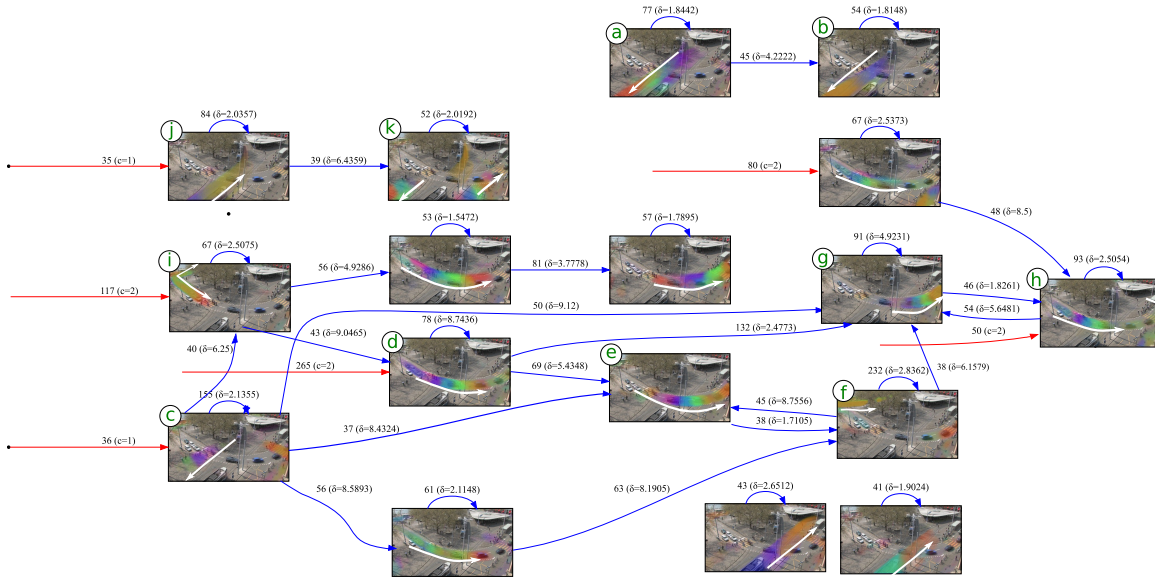 77 (δ=1.8442)
54 (δ=1.8148)
a
b
45 (δ=4.2222)
84 (δ=2.0357)
52 (δ=2.0192)
67 (δ=2.5373)
j
k
35 (c=1)
39 (δ=6.4359)
80 (c=2)
53 (δ=1.5472)
57 (δ=1.7895)
48 (δ=8.5)
67 (δ=2.5075)
91 (δ=4.9231)
i
g
93 (δ=2.5054)
56 (δ=4.9286)
81 (δ=3.7778)
h
117 (c=2)
46 (δ=1.8261)
50 (δ=9.12)
54 (δ=5.6481)
78 (δ=8.7436)
43 (δ=9.0465)
132 (δ=2.4773)
50 (c=2)
40 (δ=6.25)
d
e
265 (c=2)
69 (δ=5.4348)
38 (δ=6.1579)
232 (δ=2.8362)
155 (δ=2.1355)
f
c
45 (δ=8.7556)
37 (δ=8.4324)
38 (δ=1.7105)
36 (c=1)
56 (δ=8.5893)
61 (δ=2.1148)
63 (δ=8.1905)
43 (δ=2.6512)
41 (δ=1.9024)